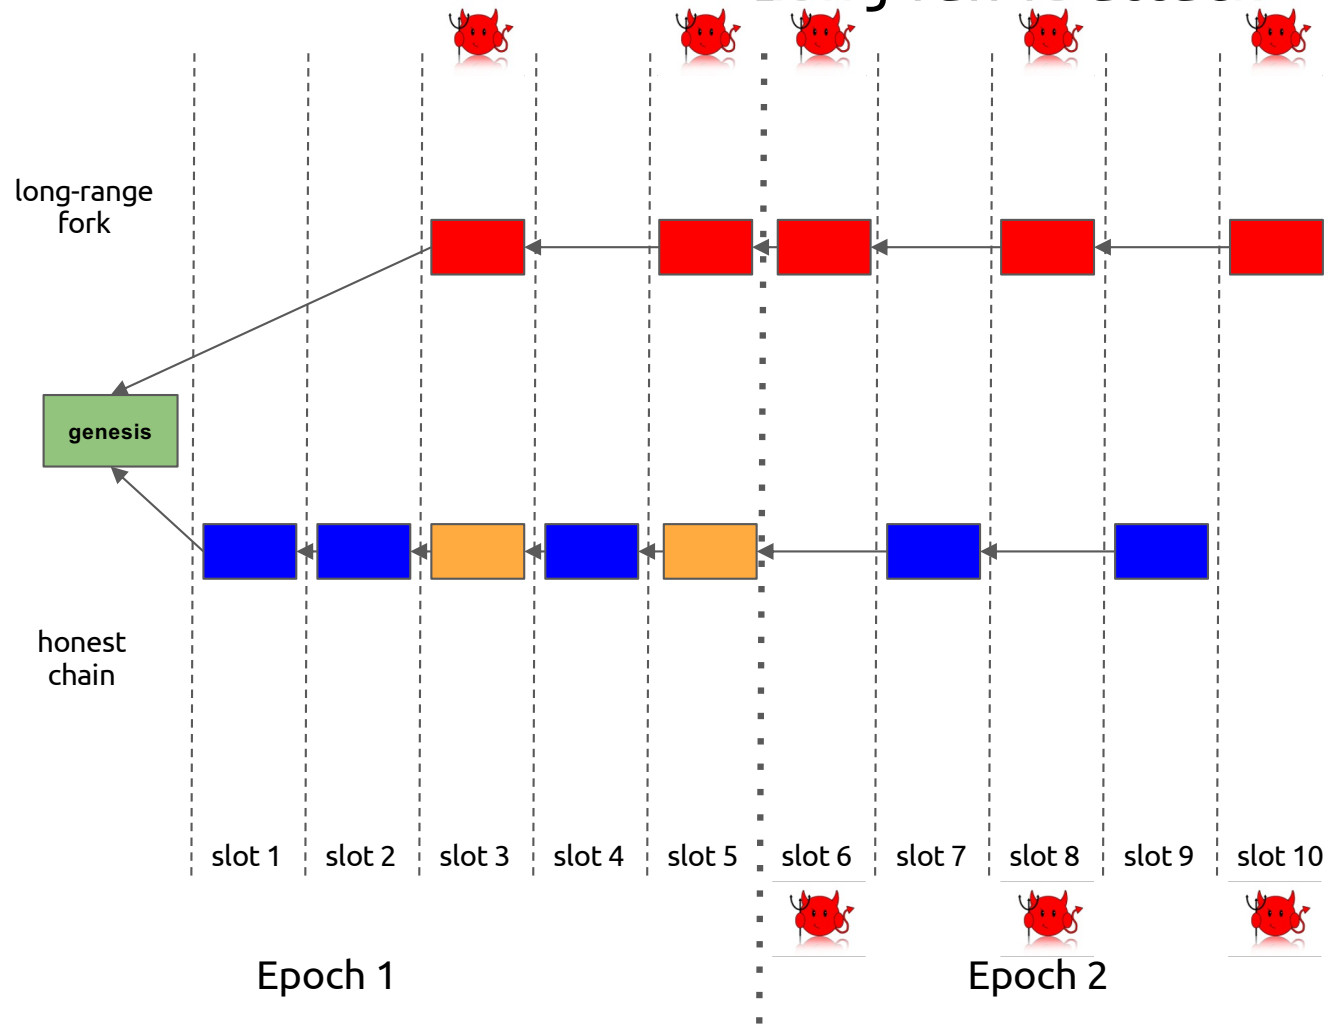 long-range
fork
genesis
honest
chain
slot 1
slot 2
slot 3
slot 4
slot 5
slot 6
slot 7
slot 8
slot 9
slot 10
Epoch 1
Epoch 2